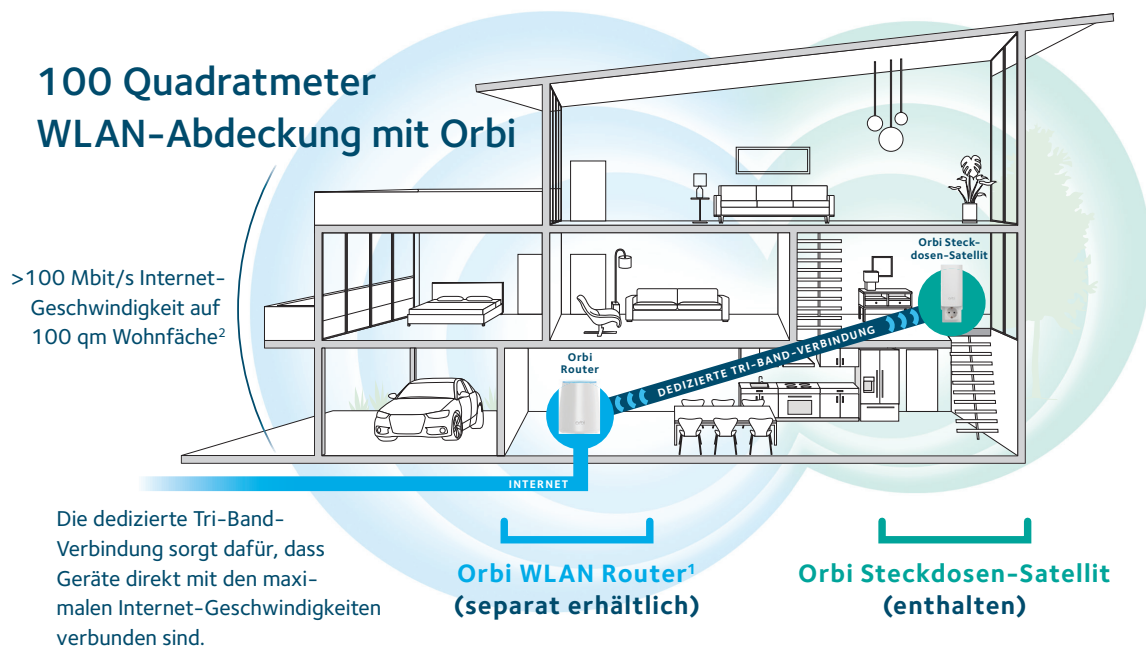 100 Quadratmeter
WLAN-Abdeckung mit Orbi
>100 Mbit/s Internet-
Geschwindigkeit auf
100 qm Wohnfäche²
Orbi Steck-
dosen-Satellit
Orbi
Router
DEDIZIERTE TRI-BAND-VERBINDUNG
INTERNET
Die dedizierte Tri-Band-
Verbindung sorgt dafür, dass
Geräte direkt mit den maxi-
malen Internet-Geschwindigkeiten
verbunden sind.
Orbi WLAN Router¹
(separat erhältlich)
Orbi Steckdosen-Satellit
(enthalten)